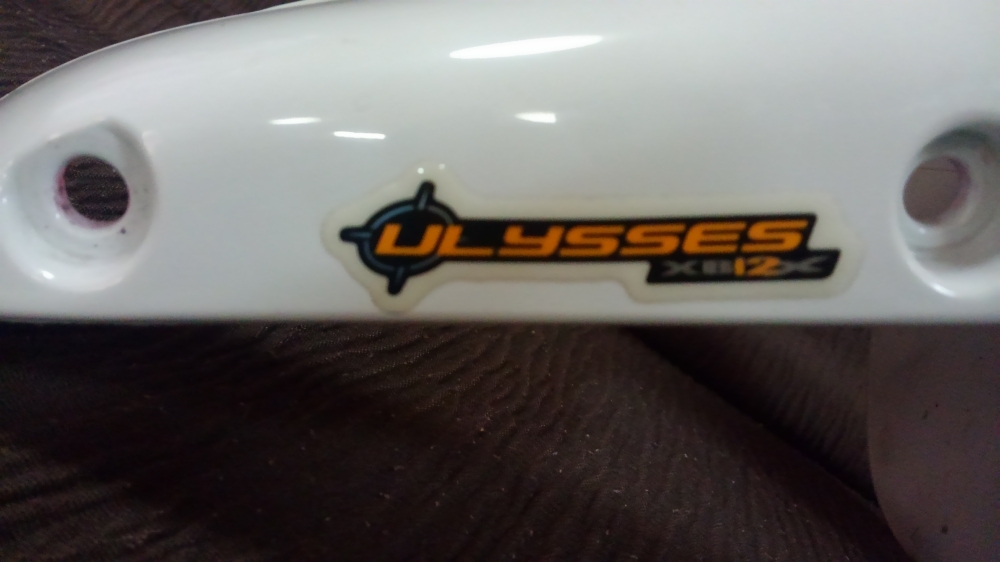 ULYSSES
XB12X